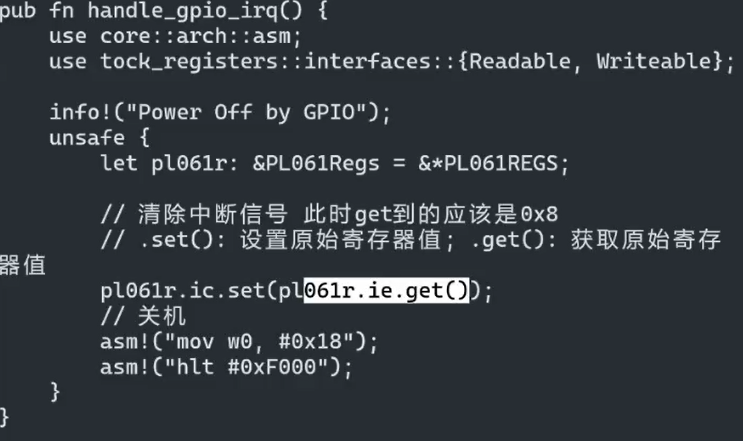 pub fn handle_gpio_irq() {
    use core::arch::asm;
    use tock_registers::interfaces::{Readable, Writeable};

    info!("Power Off by GPIO");
    unsafe {
        let pl061r: &PL061Regs = &*PL061REGS;

        // 清除中断信号 此时get到的应该是0x8
        // .set(): 设置原始寄存器值; .get(): 获取原始寄存
器值
        pl061r.ic.set(pl061r.ie.get());
        // 关机
        asm!("mov w0, #0x18");
        asm!("hlt #0xF000");
    }
}